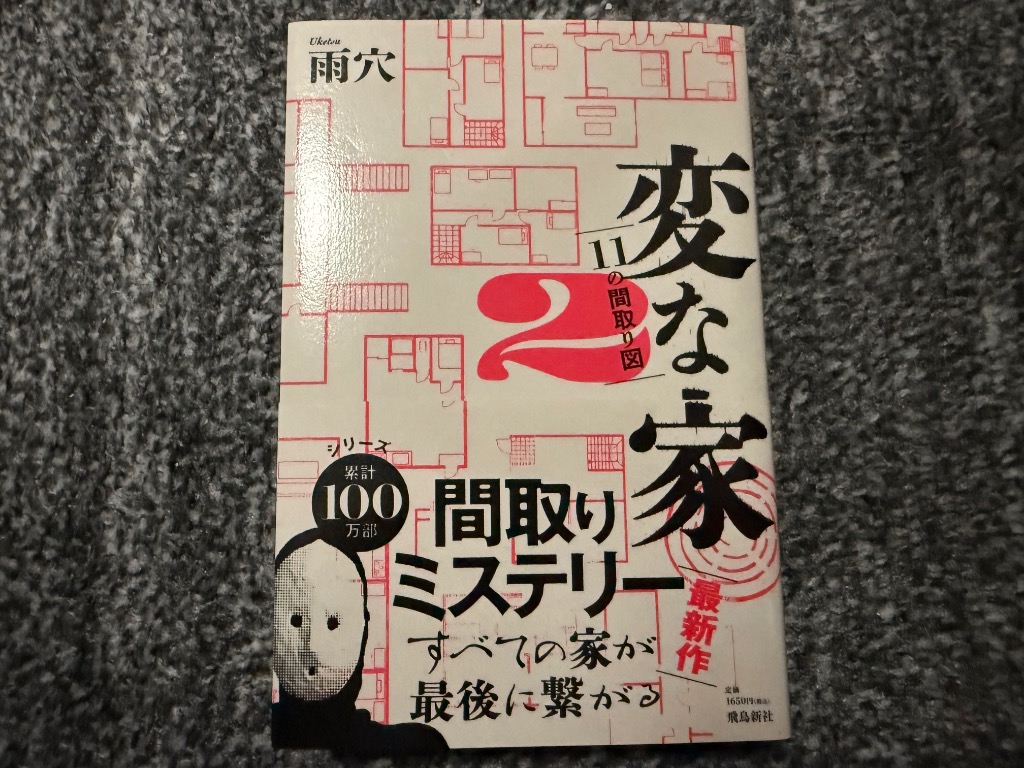 Uketsu
雨穴
変な家
2
11の間取り図
シリーズ
累計
100
万部
間取り
ミステリー
最新作
すべての家が
最後に繋がる
定価
1650円(税込)
飛鳥新社